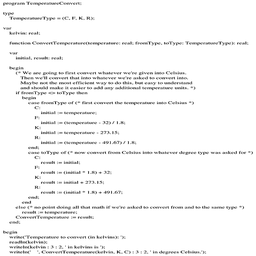 program TemperatureConvert;
type
TemperatureType = (C, F, K, R);
var
kelvin: real;
function ConvertTemperature(temperature: real; fromType, toType: TemperatureType): real;
var
initial, result: real;
begin
(* We are going to first convert whatever we're given into Celsius.
Then we'll convert that into whatever we're asked to convert into.
Maybe not the most efficient way to do this, but easy to understand
and should make it easier to add any additional temperature units. *)
if fromType <> toType then
begin
case fromType of (* first convert the temperature into Celsius *)
C:
initial := temperature;
F:
initial := (temperature - 32) / 1.8;
K:
initial := temperature - 273.15;
R:
initial := (temperature - 491.67) / 1.8;
end;
case toType of (* now convert from Celsius into whatever degree type was asked for *)
C:
result := initial;
F:
result := (initial * 1.8) + 32;
K:
result := initial + 273.15;
R:
result := (initial * 1.8) + 491.67;
end;
end
else (* no point doing all that math if we're asked to convert from and to the same type *)
result := temperature;
ConvertTemperature := result;
end;
begin
write('Temperature to convert (in kelvins): ');
readln(kelvin);
writeln(kelvin : 3 : 2, ' in kelvins is ');
writeln(' ', ConvertTemperature(kelvin, K, C) : 3 : 2, ' in degrees Celsius.');